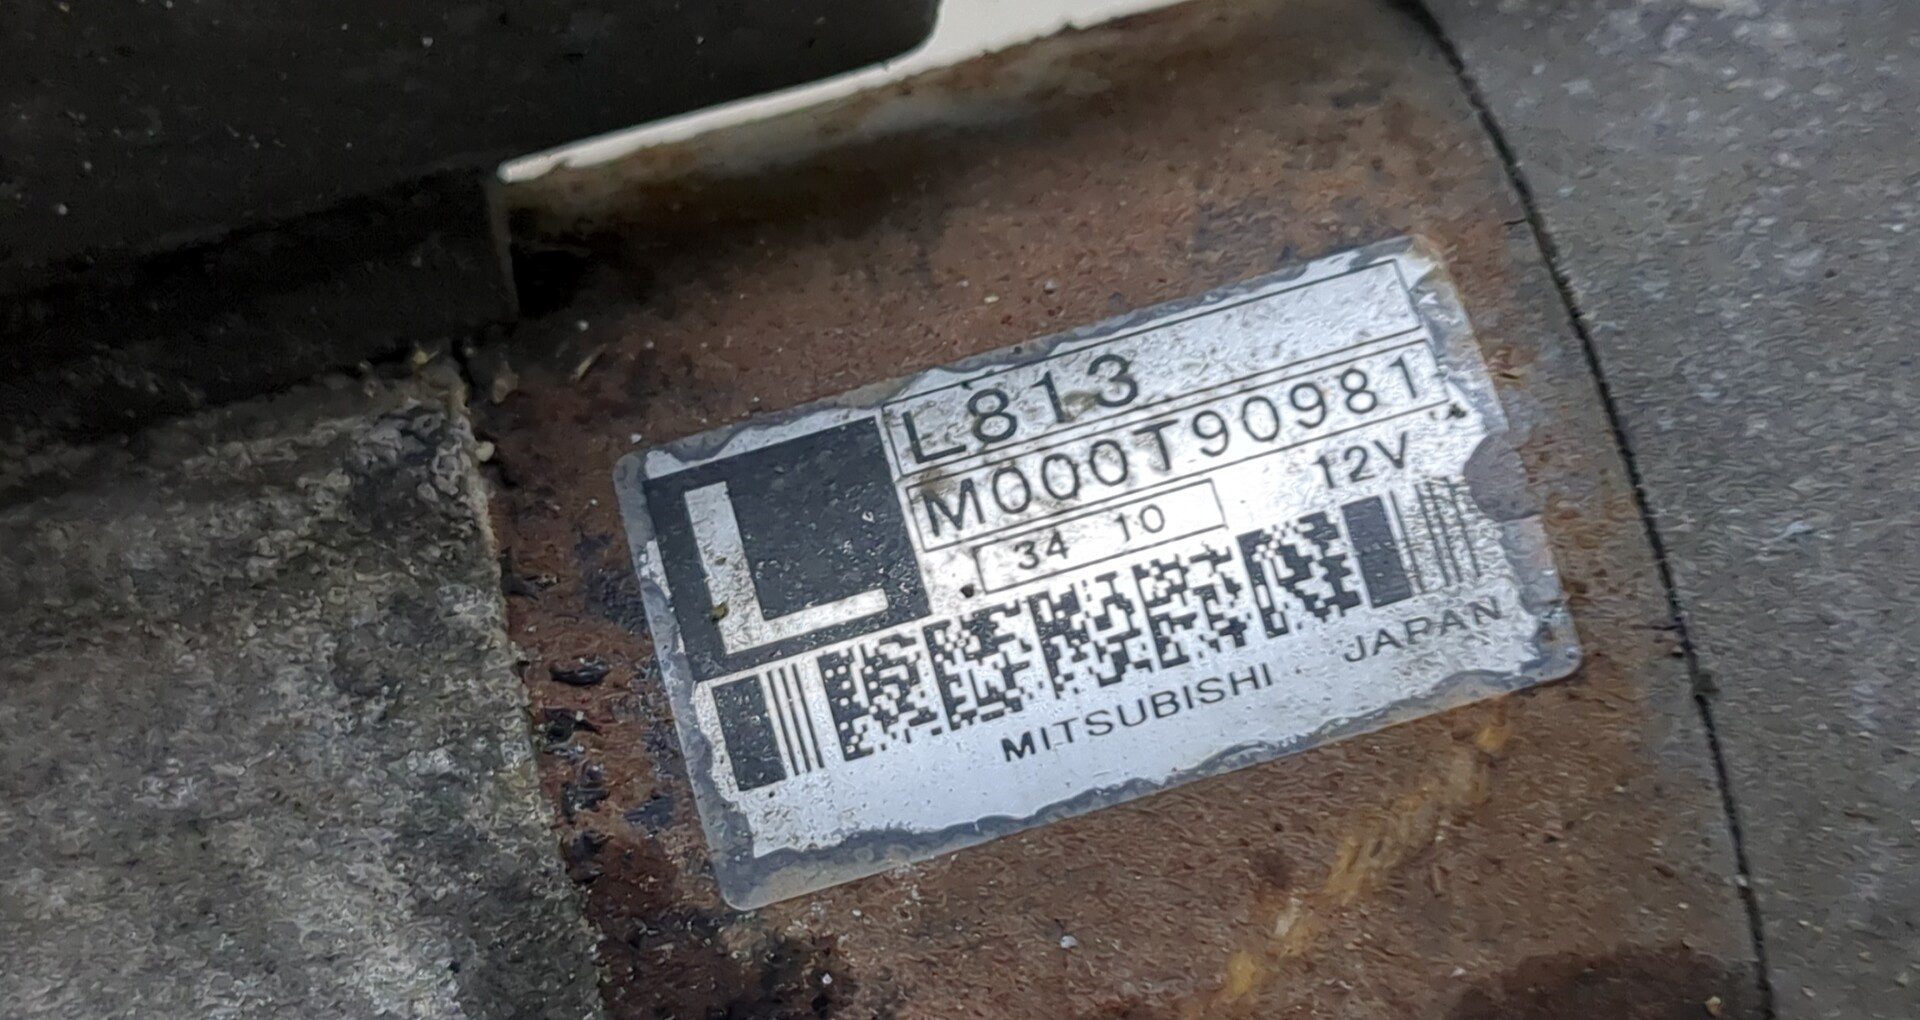 L813
M000T90981
L
34 10
12V
MITSUBISHI JAPAN